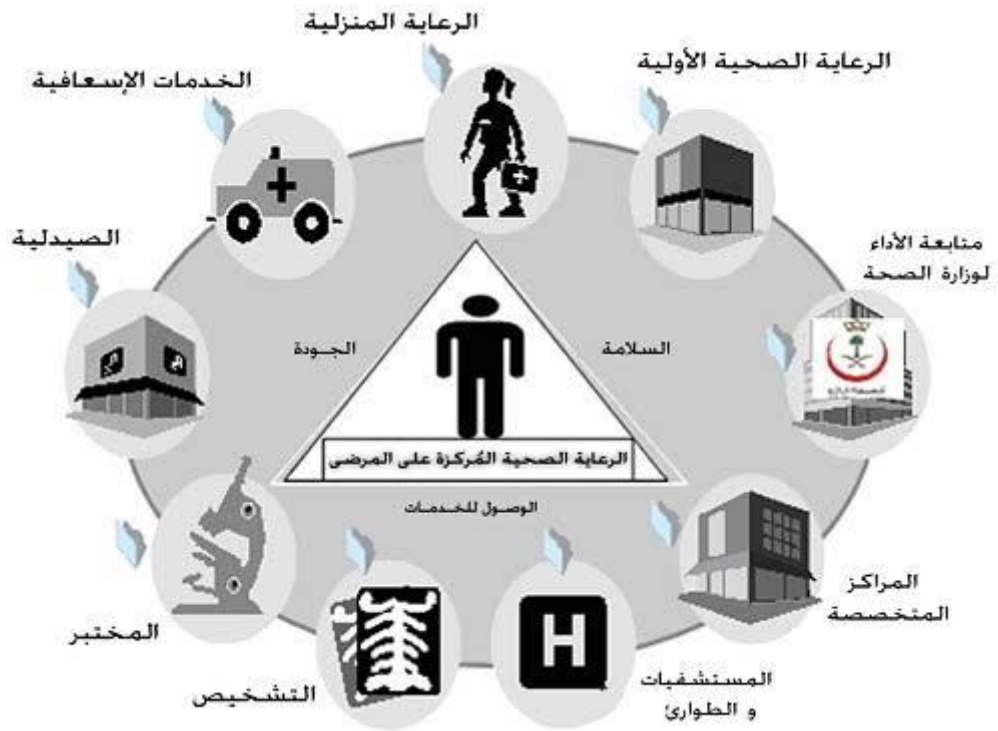 الرعاية المنزلية
الرعاية الصحية الأولية
الخدمات الإسعافية
الصيدلية
متابعة الأداء
لوزارة الصحة
الجودة
السلامة
الرعاية الصحية المُركزة على المرضى
الوصول للخدمات
المراكز
المتخصصة
المختبر
التشخيص
H
المستشفيات
و الطوارئ